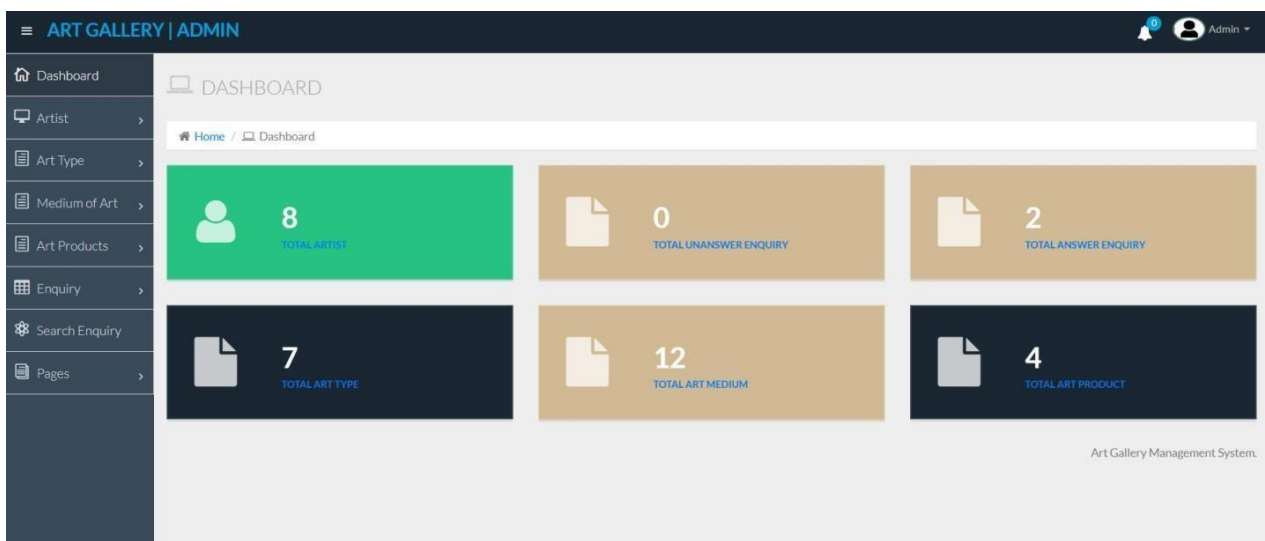 ART GALLERY | ADMIN
0
Admin
Dashboard
Artist
Art Type
Medium of Art
Art Products
Enquiry
Search Enquiry
Pages
DASHBOARD
Home / Dashboard
8
TOTAL ARTIST
0
TOTAL UNANSWER ENQUIRY
2
TOTAL ANSWER ENQUIRY
7
TOTAL ART TYPE
12
TOTAL ART MEDIUM
4
TOTAL ART PRODUCT
Art Gallery Management System.